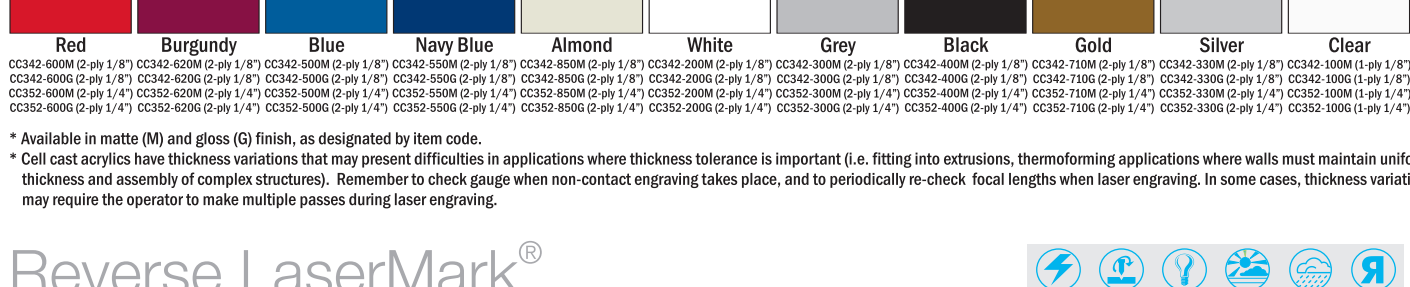 Red Burgundy Blue Navy Blue Almond White Grey Black Gold Silver Clear
CC342-600M (2-ply 1/8") CC342-620M (2-ply 1/8") CC342-500M (2-ply 1/8") CC342-550M (2-ply 1/8") CC342-850M (2-ply 1/8") CC342-200M (2-ply 1/8") CC342-300M (2-ply 1/8") CC342-400M (2-ply 1/8") CC342-710M (2-ply 1/8") CC342-330M (2-ply 1/8") CC342-100M (1-ply 1/8")
CC342-600G (2-ply 1/8") CC342-620G (2-ply 1/8") CC342-500G (2-ply 1/8") CC342-550G (2-ply 1/8") CC342-850G (2-ply 1/8") CC342-200G (2-ply 1/8") CC342-300G (2-ply 1/8") CC342-400G (2-ply 1/8") CC342-710G (2-ply 1/8") CC342-330G (2-ply 1/8") CC342-100G (1-ply 1/8")
CC352-600M (2-ply 1/4") CC352-620M (2-ply 1/4") CC352-500M (2-ply 1/4") CC352-550M (2-ply 1/4") CC352-850M (2-ply 1/4") CC352-200M (2-ply 1/4") CC352-300M (2-ply 1/4") CC352-400M (2-ply 1/4") CC352-710M (2-ply 1/4") CC352-330M (2-ply 1/4") CC352-100M (1-ply 1/4")
CC352-600G (2-ply 1/4") CC352-620G (2-ply 1/4") CC352-500G (2-ply 1/4") CC352-550G (2-ply 1/4") CC352-850G (2-ply 1/4") CC352-200G (2-ply 1/4") CC352-300G (2-ply 1/4") CC352-400G (2-ply 1/4") CC352-710G (2-ply 1/4") CC352-330G (2-ply 1/4") CC352-100G (1-ply 1/4")
* Available in matte (M) and gloss (G) finish, as designated by item code.
* Cell cast acrylics have thickness variations that may present difficulties in applications where thickness tolerance is important (i.e. fitting into extrusions, thermoforming applications where walls must maintain
thickness and assembly of complex structures). Remember to check gauge when non-contact engraving takes place, and to periodically re-check focal lengths when laser engraving. In some cases, thickness
may require the operator to make multiple passes during laser engraving.
Reverse LaserMark®
Я